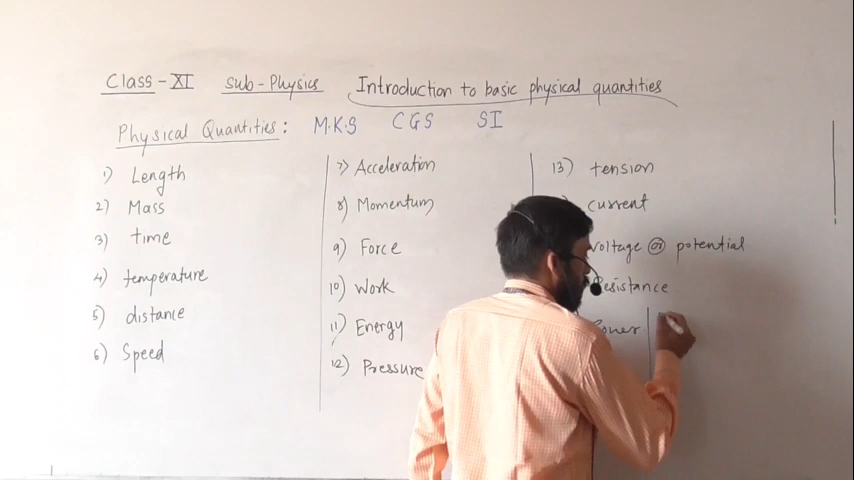 Class-XI sub-Physics Introduction to basic physical quantities
Physical Quantities: M.K.S CGS SI
1) Length
2) Mass
3) time
4) temperature
5) distance
6) Speed
7) Acceleration
8) Momentum
9) Force
10) Work
11) Energy
12) Pressure
13) tension
current
voltage or potential
Resistance
Power